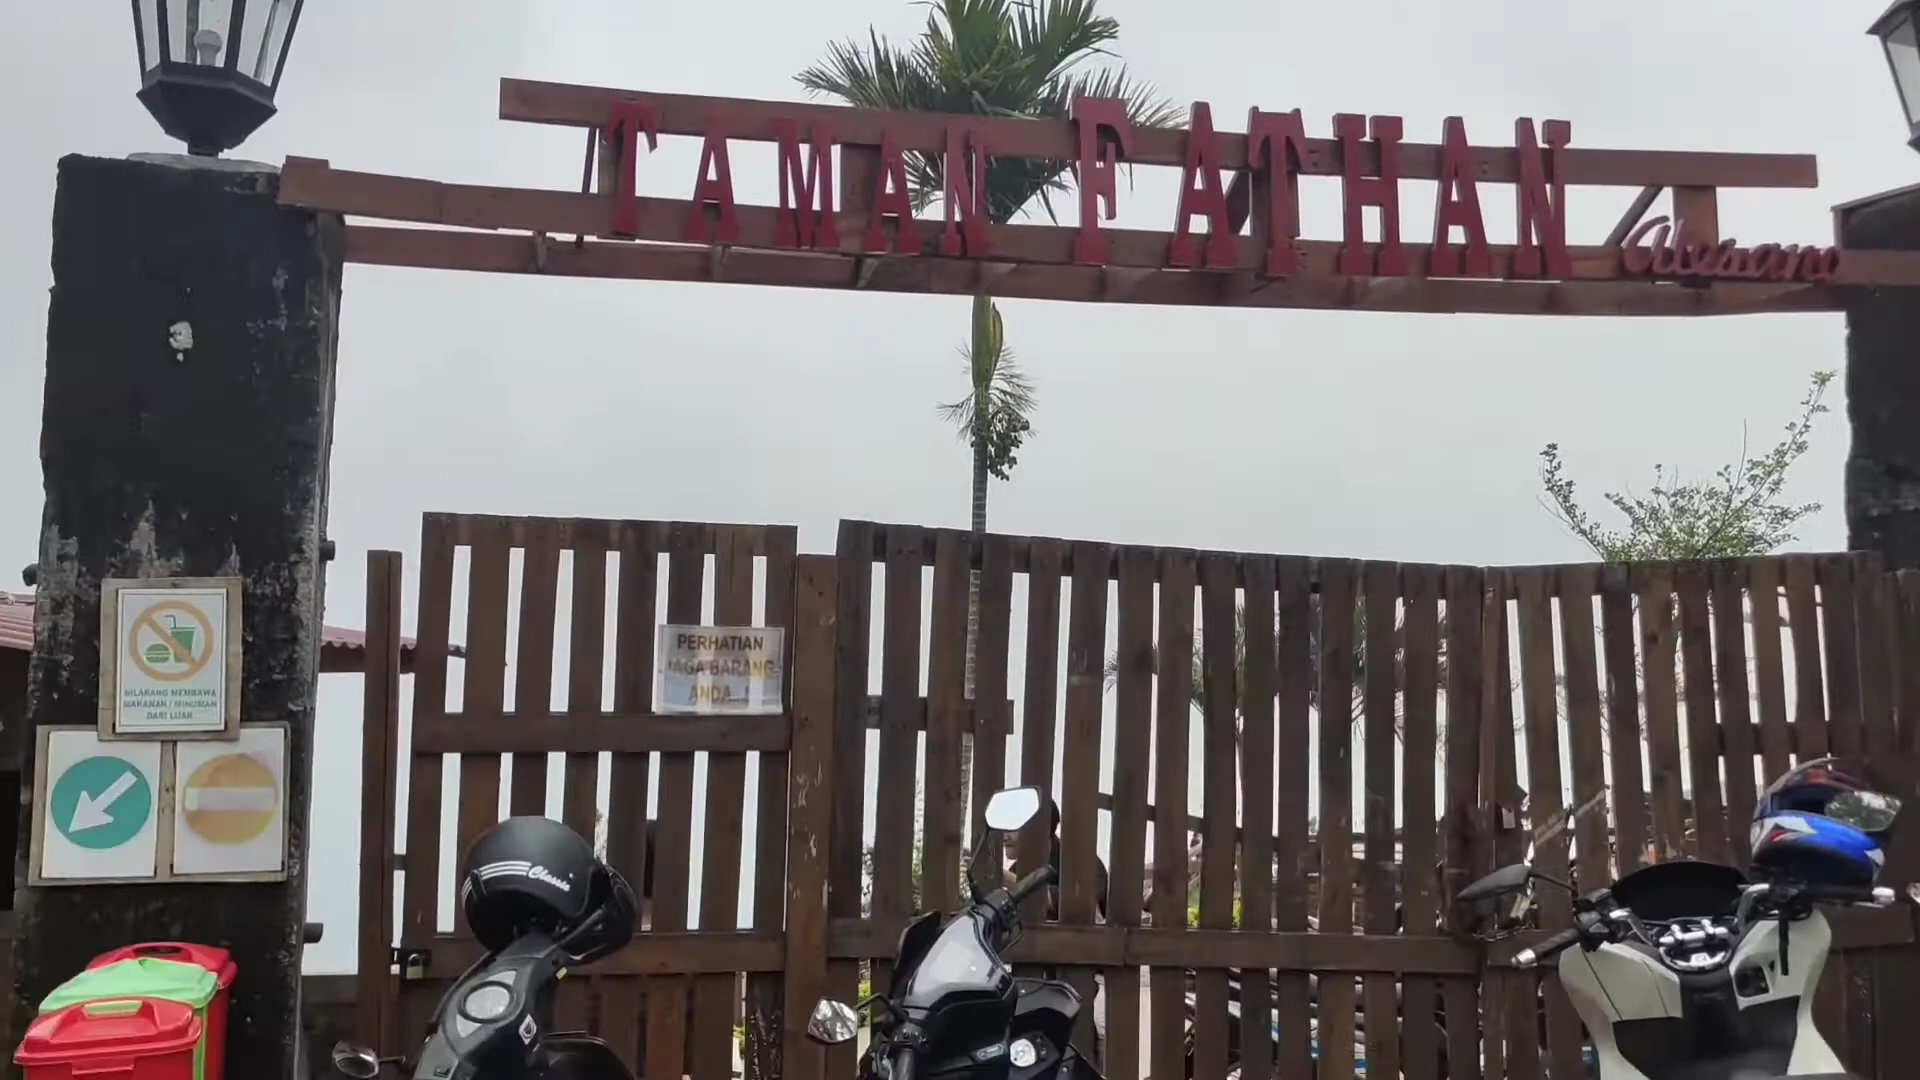 TAMAN FATHAN
PERHATIAN
JAGA BARANG
ANDA..!
DILARANG MEMBAWA
MAKANAN / MINUMAN
DARI LUAR
Classic